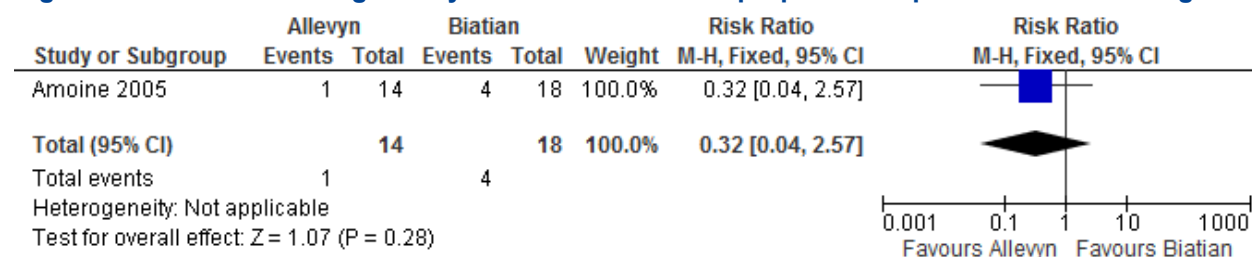 Allevyn Biatian Risk Ratio Risk Ratio
Study or Subgroup Events Total Events Total Weight M-H, Fixed, 95% CI M-H, Fixed, 95% CI
Amoine 2005 1 14 4 18 100.0% 0.32 [0.04, 2.57]
Total (95% CI) 14 18 100.0% 0.32 [0.04, 2.57]
Total events 1 4
Heterogeneity: Not applicable
Test for overall effect: Z = 1.07 (P = 0.28)
0.001 0.1 1 10 1000
Favours Allevyn Favours Biatian